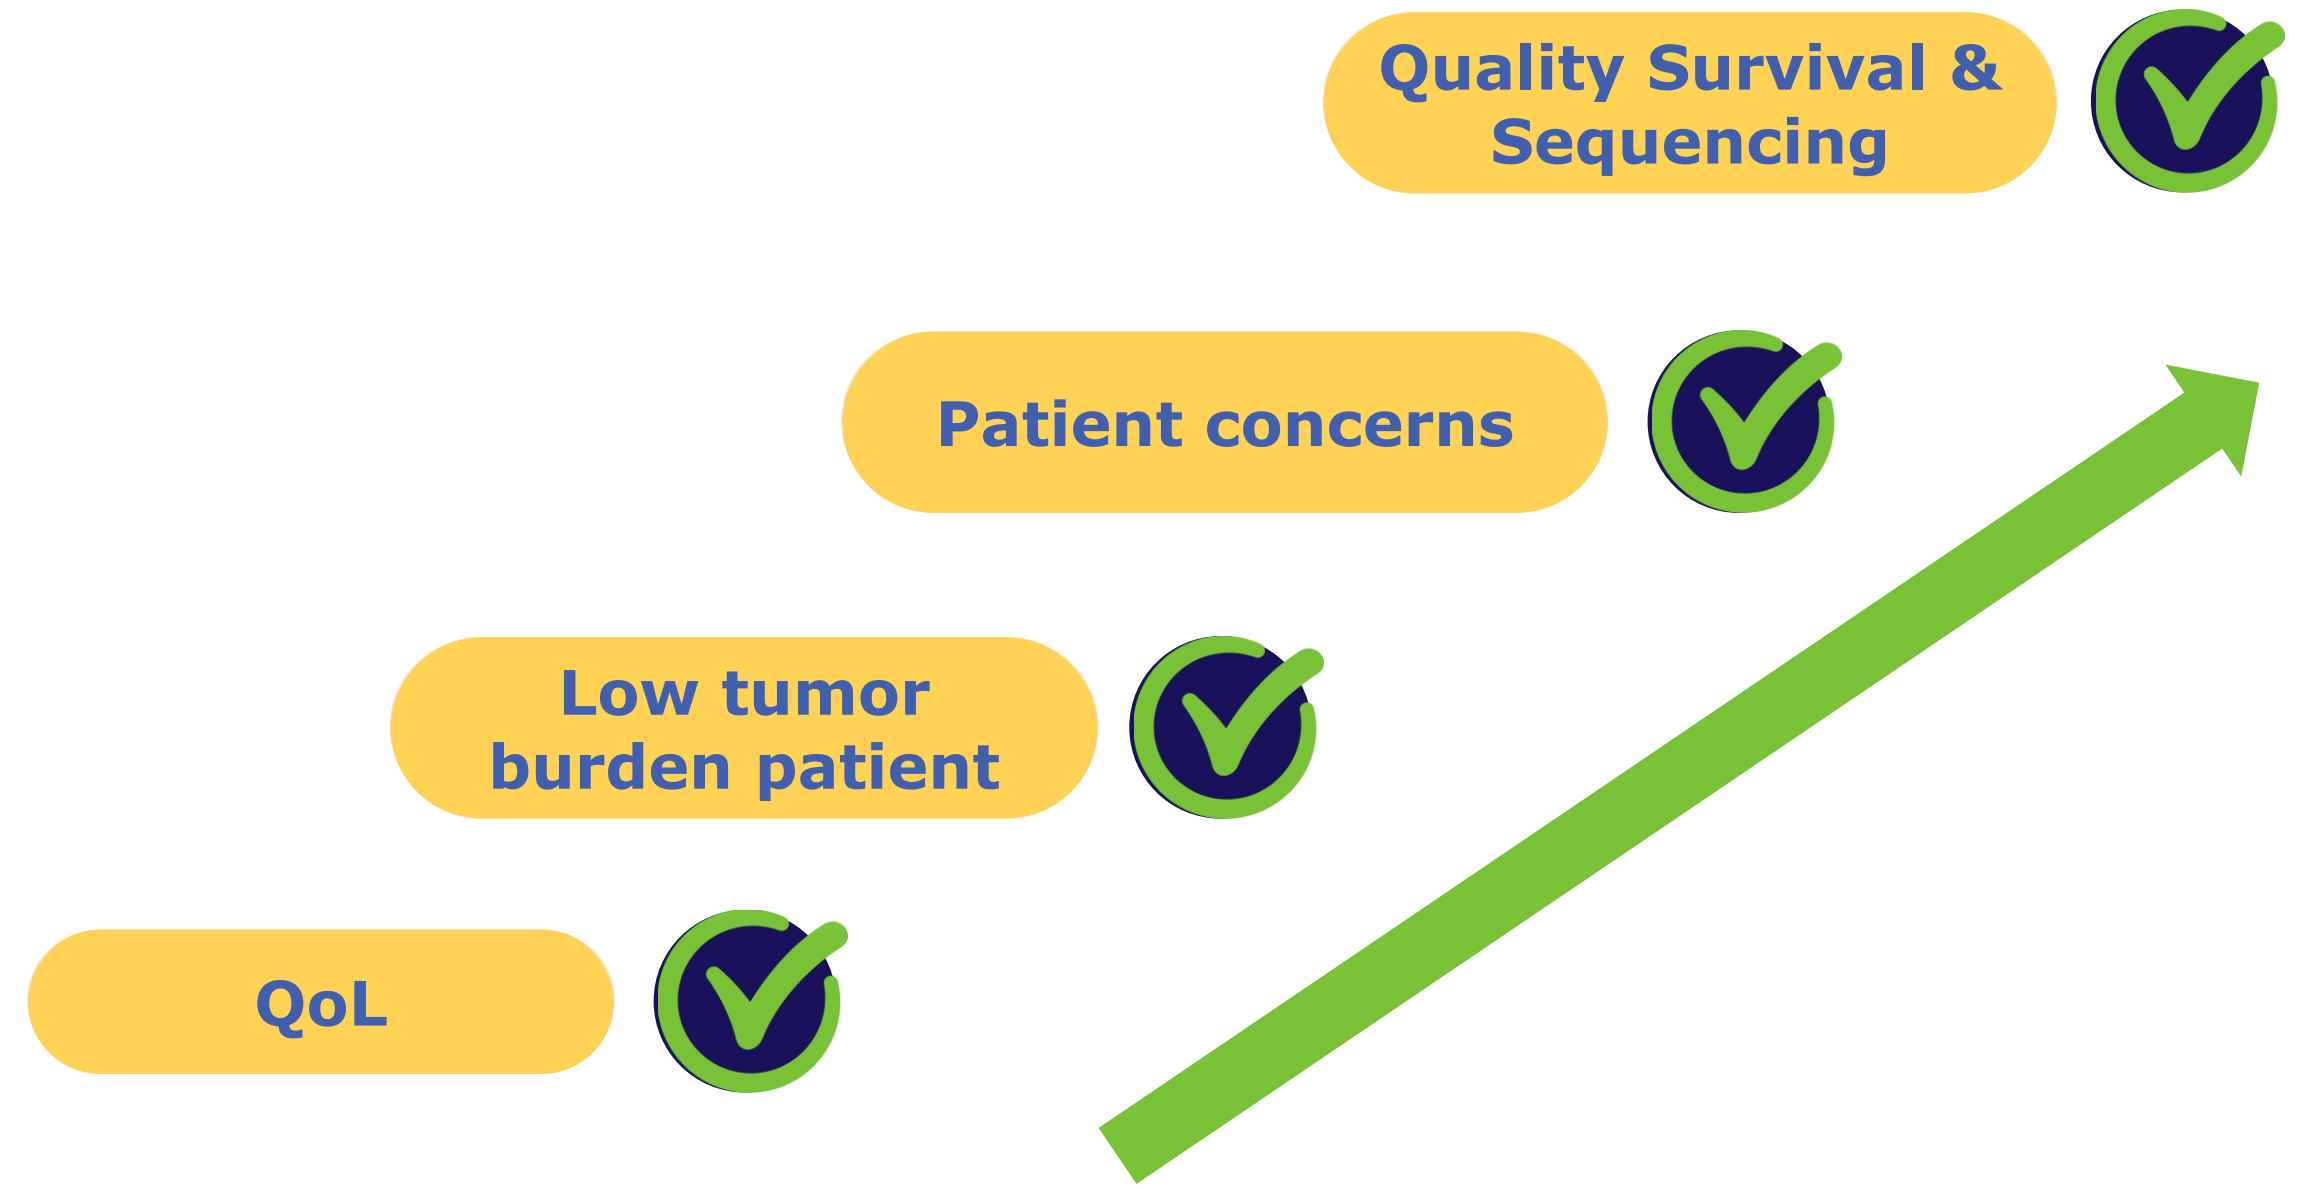 Quality Survival &
Sequencing
Patient concerns
Low tumor
burden patient
QoL